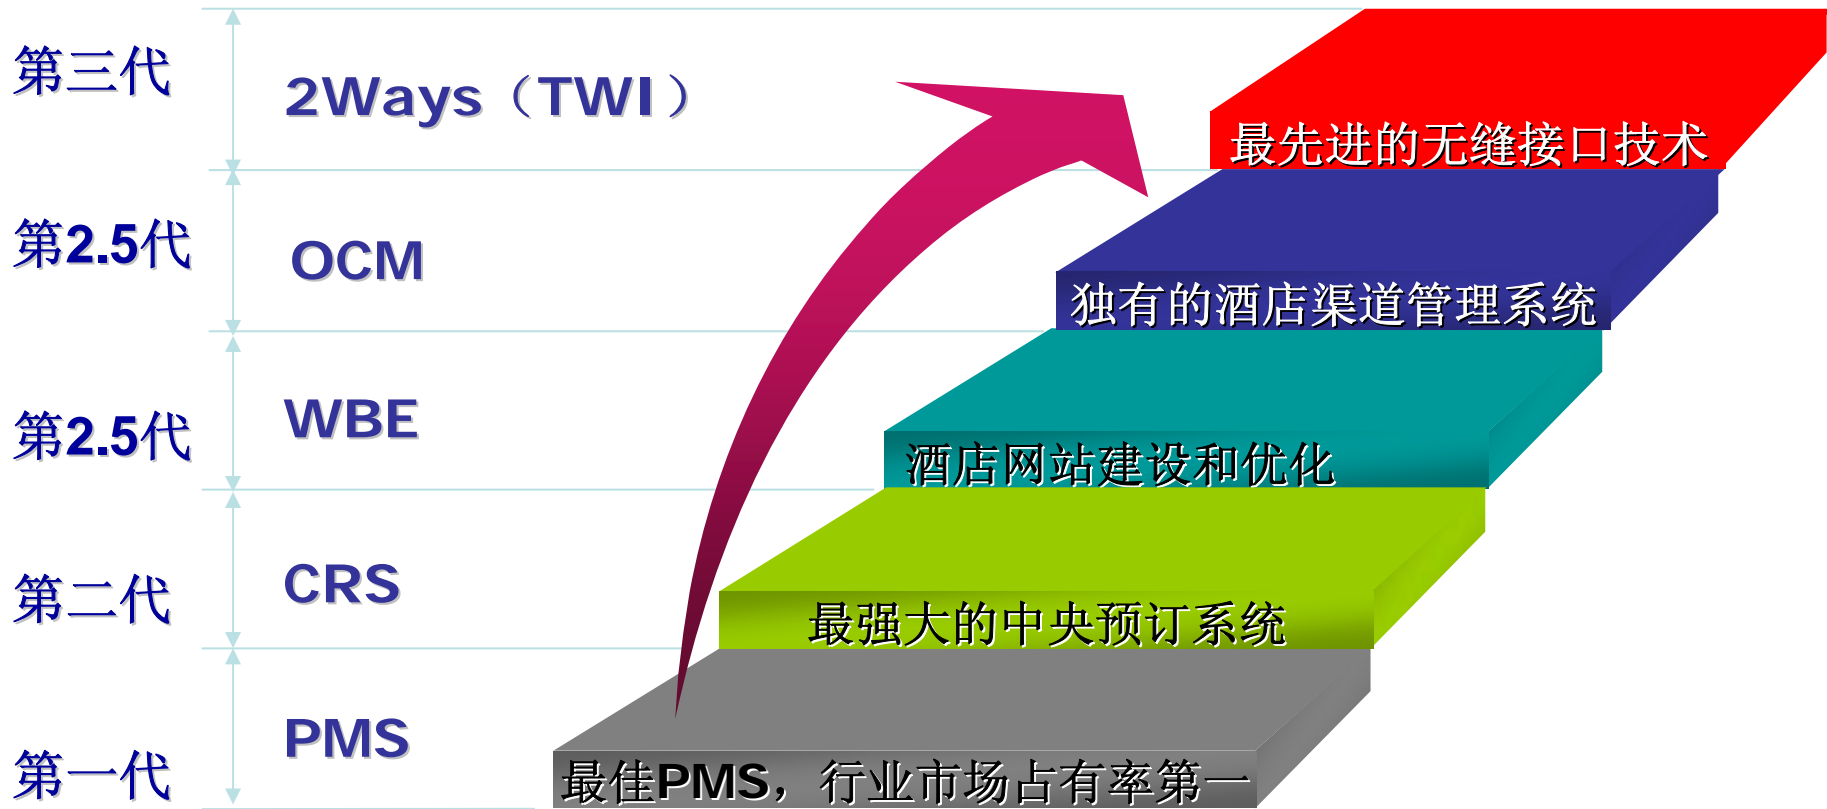 第三代
2Ways（TWI）
最先进的无缝接口技术
第2.5代
OCM
独有的酒店渠道管理系统
第2.5代
WBE
酒店网站建设和优化
第二代
CRS
最强大的中央预订系统
第一代
PMS
最佳PMS，行业市场占有率第一